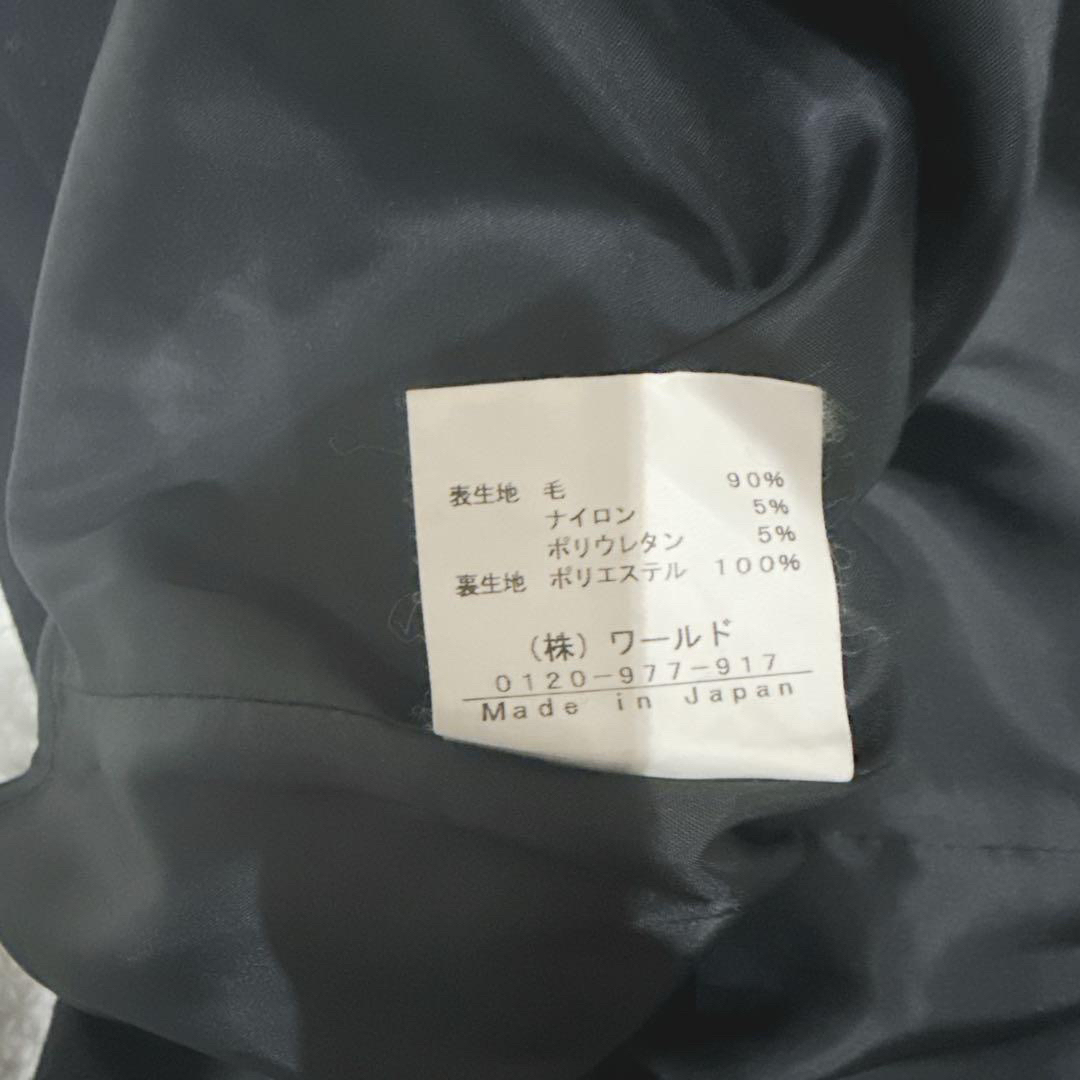 表生地 毛 90%
ナイロン 5%
ポリウレタン 5%
裏生地 ポリエステル 100%
（株）ワールド
0120-977-917
Made in Japan